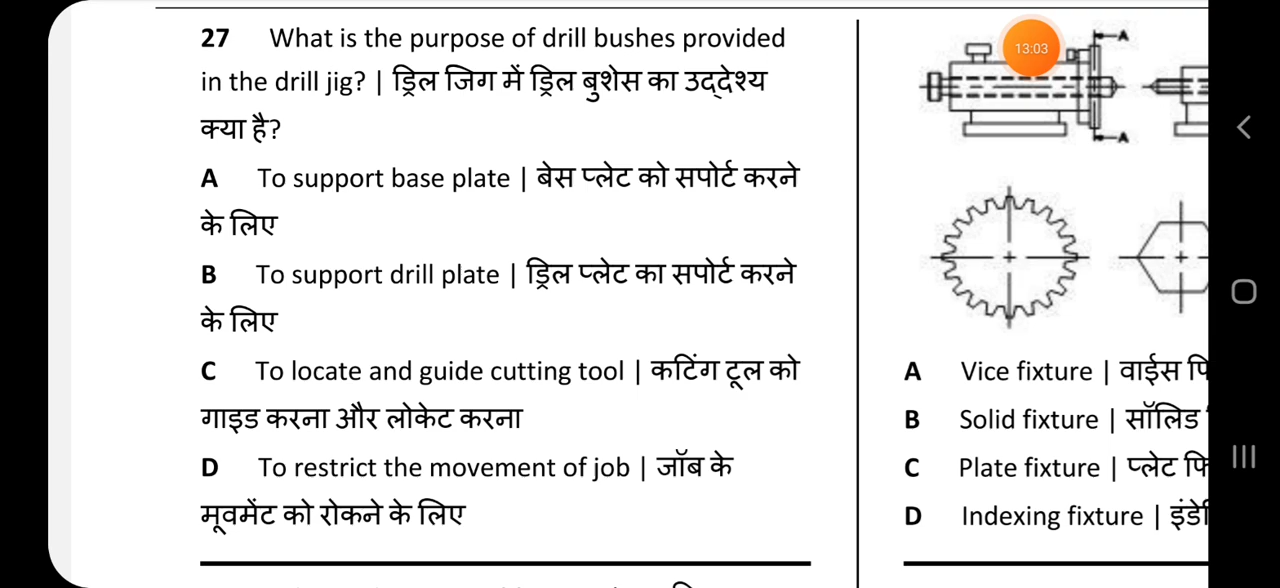 27 What is the purpose of drill bushes provided
in the drill jig? | ड्रिल जिग में ड्रिल बुशेस का उद्देश्य
क्या है?
A To support base plate | बेस प्लेट को सपोर्ट करने
के लिए
B To support drill plate | ड्रिल प्लेट का सपोर्ट करने
के लिए
C To locate and guide cutting tool | कटिंग टूल को
गाइड करना और लोकेट करना
D To restrict the movement of job | जॉब के
मूवमेंट को रोकने के लिए
13:03
A
A
A Vice fixture | वाईस
B Solid fixture | सॉलिड
C Plate fixture | प्लेट
D Indexing fixture |